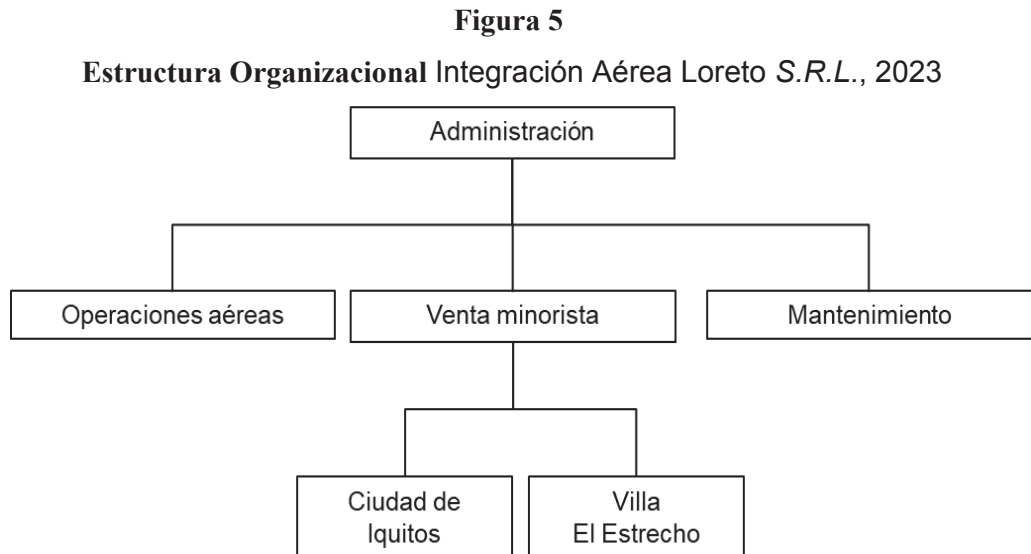 Figura 5
Estructura Organizacional Integración Aérea Loreto S.R.L., 2023
Administración
Operaciones aéreas
Venta minorista
Mantenimiento
Ciudad de
Iquitos
Villa
El Estrecho